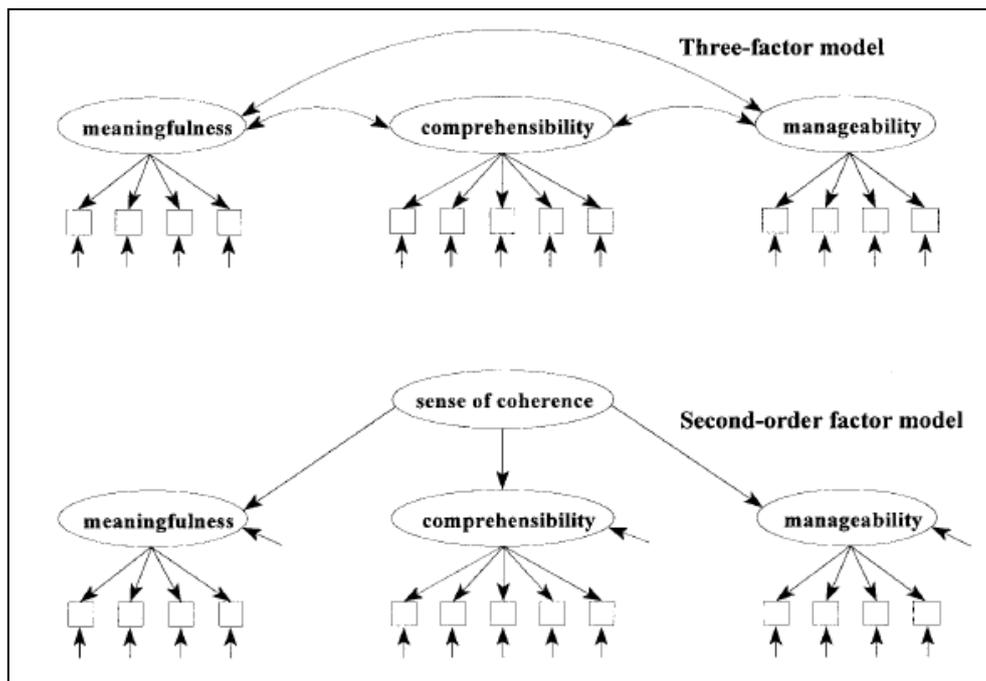 Three-factor model
meaningfulness
comprehensibility
manageability
sense of coherence
Second-order factor model
meaningfulness
comprehensibility
manageability